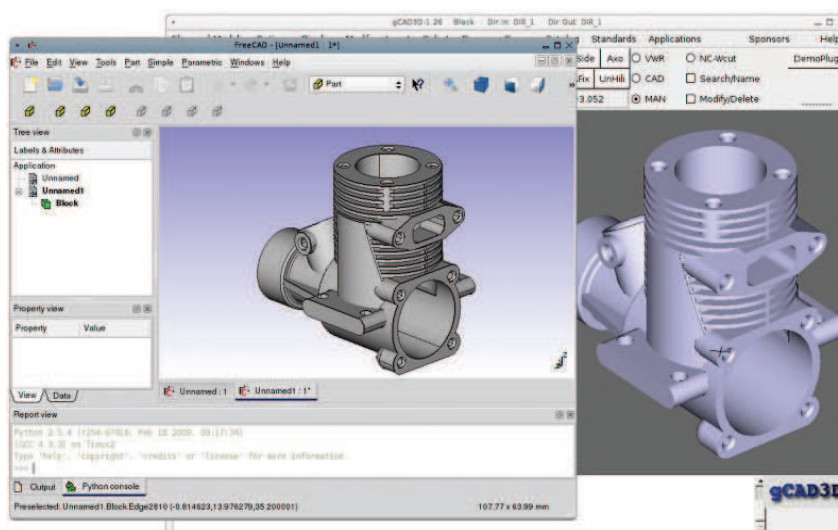 gCAD3D-1.26 Block Dir:In: DIR_1 Dir:Out: DIR_1
Standards Applications Sponsors Help
Side Axo VWR NC-Wcut DemoPlug
UnHili CAD Search/Name
-3.052 MAN Modify/Delete
FreeCAD - [Unnamed1 : 1*]
File Edit View Tools Part Simple Parametric Windows Help
Part
Tree view
Labels & Attributes
Application
Unnamed
Unnamed1
Block
Property view
Property Value
View Data
Unnamed : 1 Unnamed1 : 1*
Report view
Type 'help', 'copyright', 'credits' or 'license' for more information.
>>>
Output Python console
Preselected: Unnamed1.Block.Edge2810 (-0.814623,13.976279,35.200001) 107.77 x 63.99 mm
gCAD3D